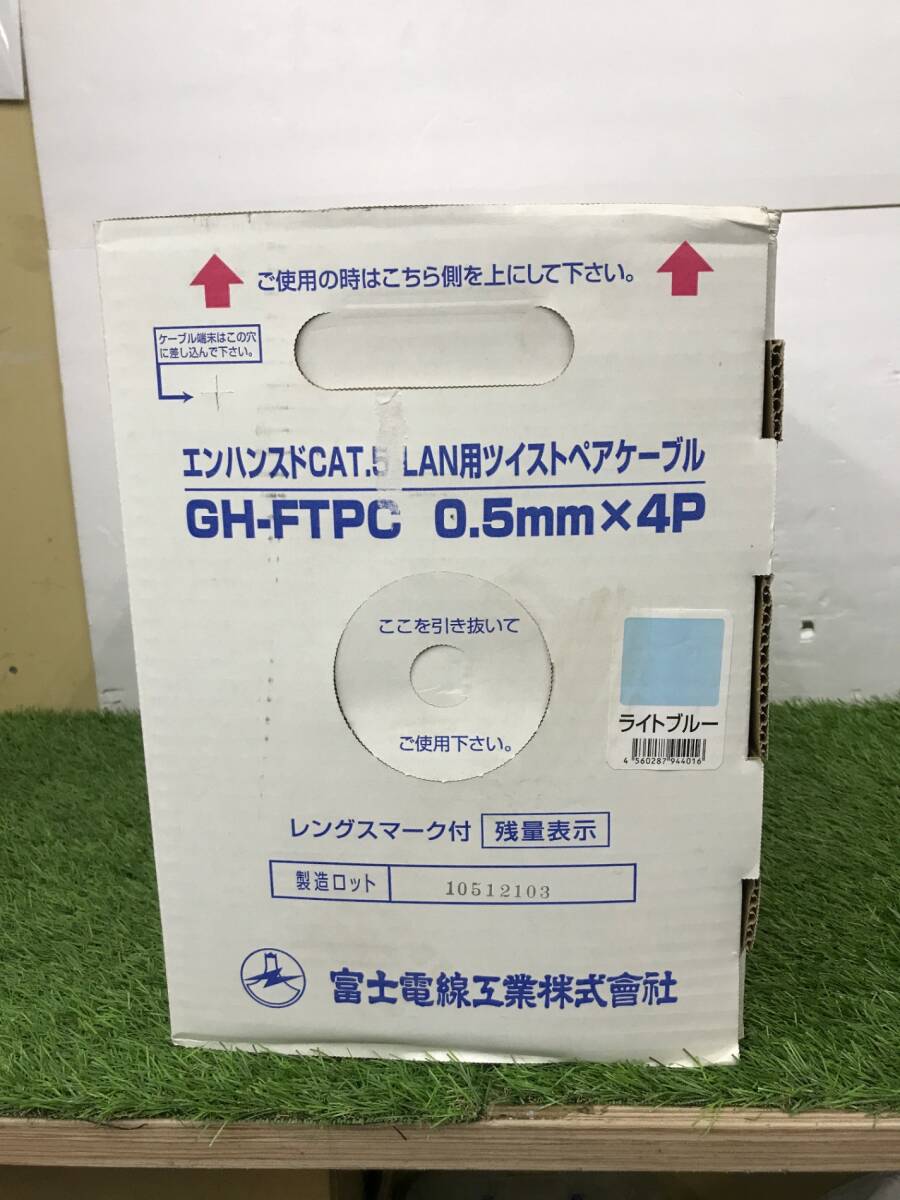 ご使用の時はこちら側を上にして下さい。
ケーブル端末はこの穴
に差し込んで下さい。
エンハンスドCAT.5 LAN用ツイストペアケーブル
GH-FTPC 0.5mm×4P
ここを引き抜いて
ご使用下さい。
ライトブルー
4 560287 944016
レングスマーク付 残量表示
製造ロット 10512103
富士電線工業株式會社